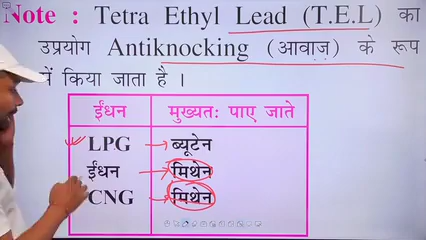 Note : Tetra Ethyl Lead (T.E.L) का
उपयोग Antiknocking (आवाज़) के रूप
में किया जाता है ।
ईंधन मुख्यतः पाए जाते
LPG → ब्यूटेन
ईंधन → मिथेन
CNG → मिथेन